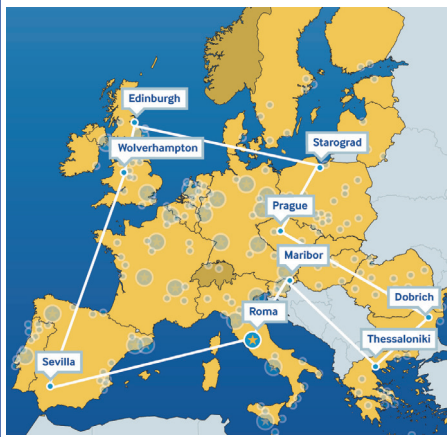 Edinburgh
Wolverhampton
Starograd
Prague
Maribor
Dobrich
Roma
Thessaloniki
Sevilla